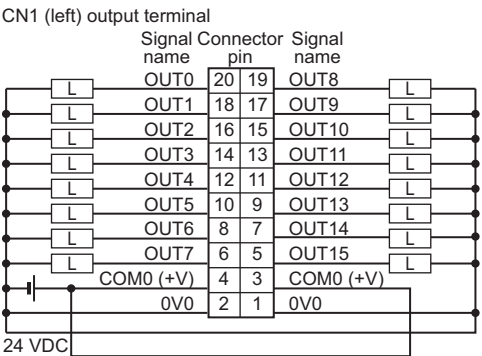 CN1 (left) output terminal
Signal name Connector pin Signal name
L OUT0 20 19 OUT8 L
L OUT1 18 17 OUT9 L
L OUT2 16 15 OUT10 L
L OUT3 14 13 OUT11 L
L OUT4 12 11 OUT12 L
L OUT5 10 9 OUT13 L
L OUT6 8 7 OUT14 L
L OUT7 6 5 OUT15 L
COM0 (+V) 4 3 COM0 (+V)
0V0 2 1 0V0
24 VDC